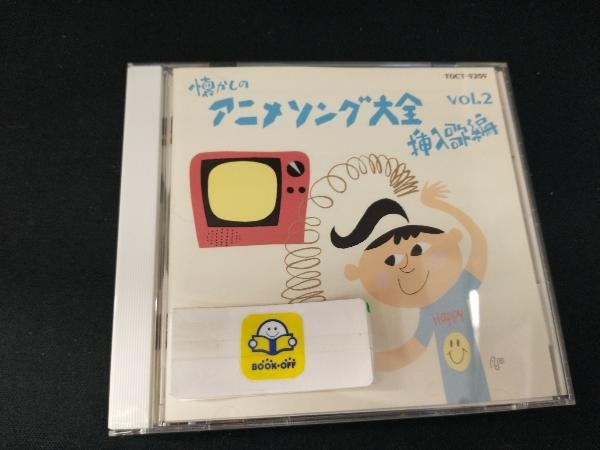 TOCT-9259
懐かしの
アニメソング大全
vol.2
挿入歌編
Happy
BOOK·OFF